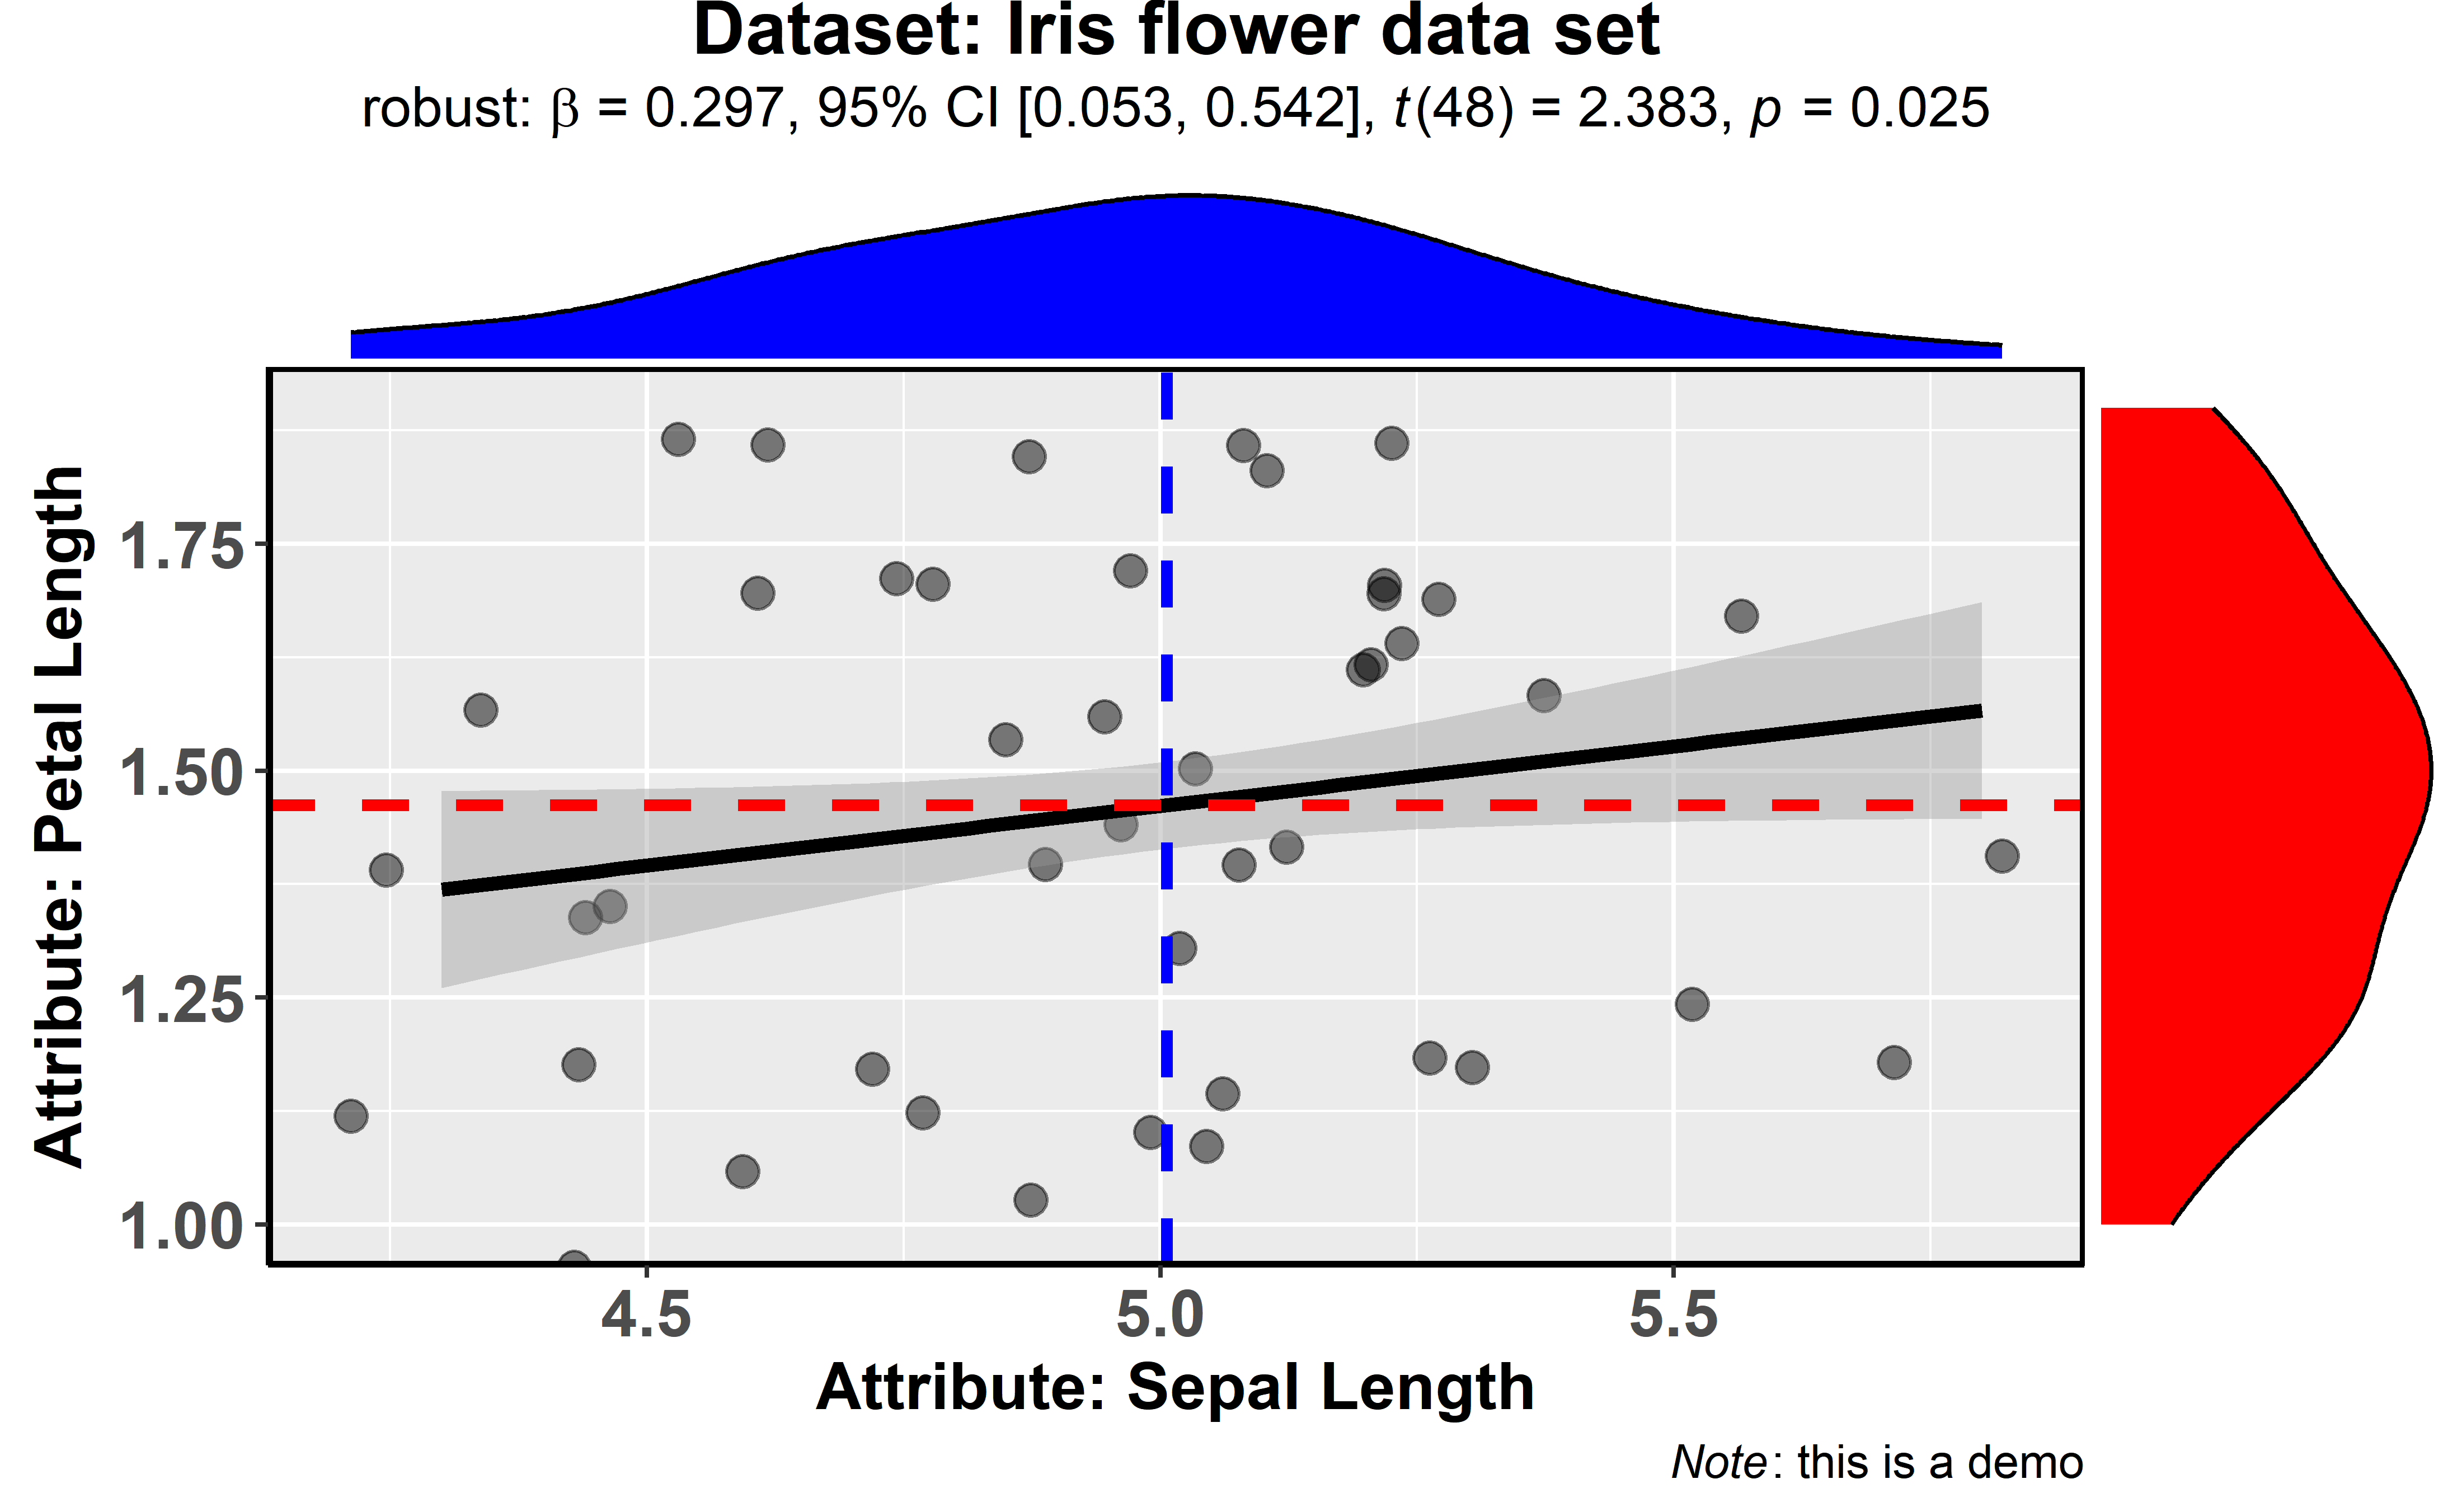 Dataset: Iris flower data set
robust: β = 0.297, 95% CI [0.053, 0.542], t(48) = 2.383, p = 0.025
Attribute: Petal Length
1.75
1.50
1.25
1.00
4.5 5.0 5.5
Attribute: Sepal Length
Note: this is a demo